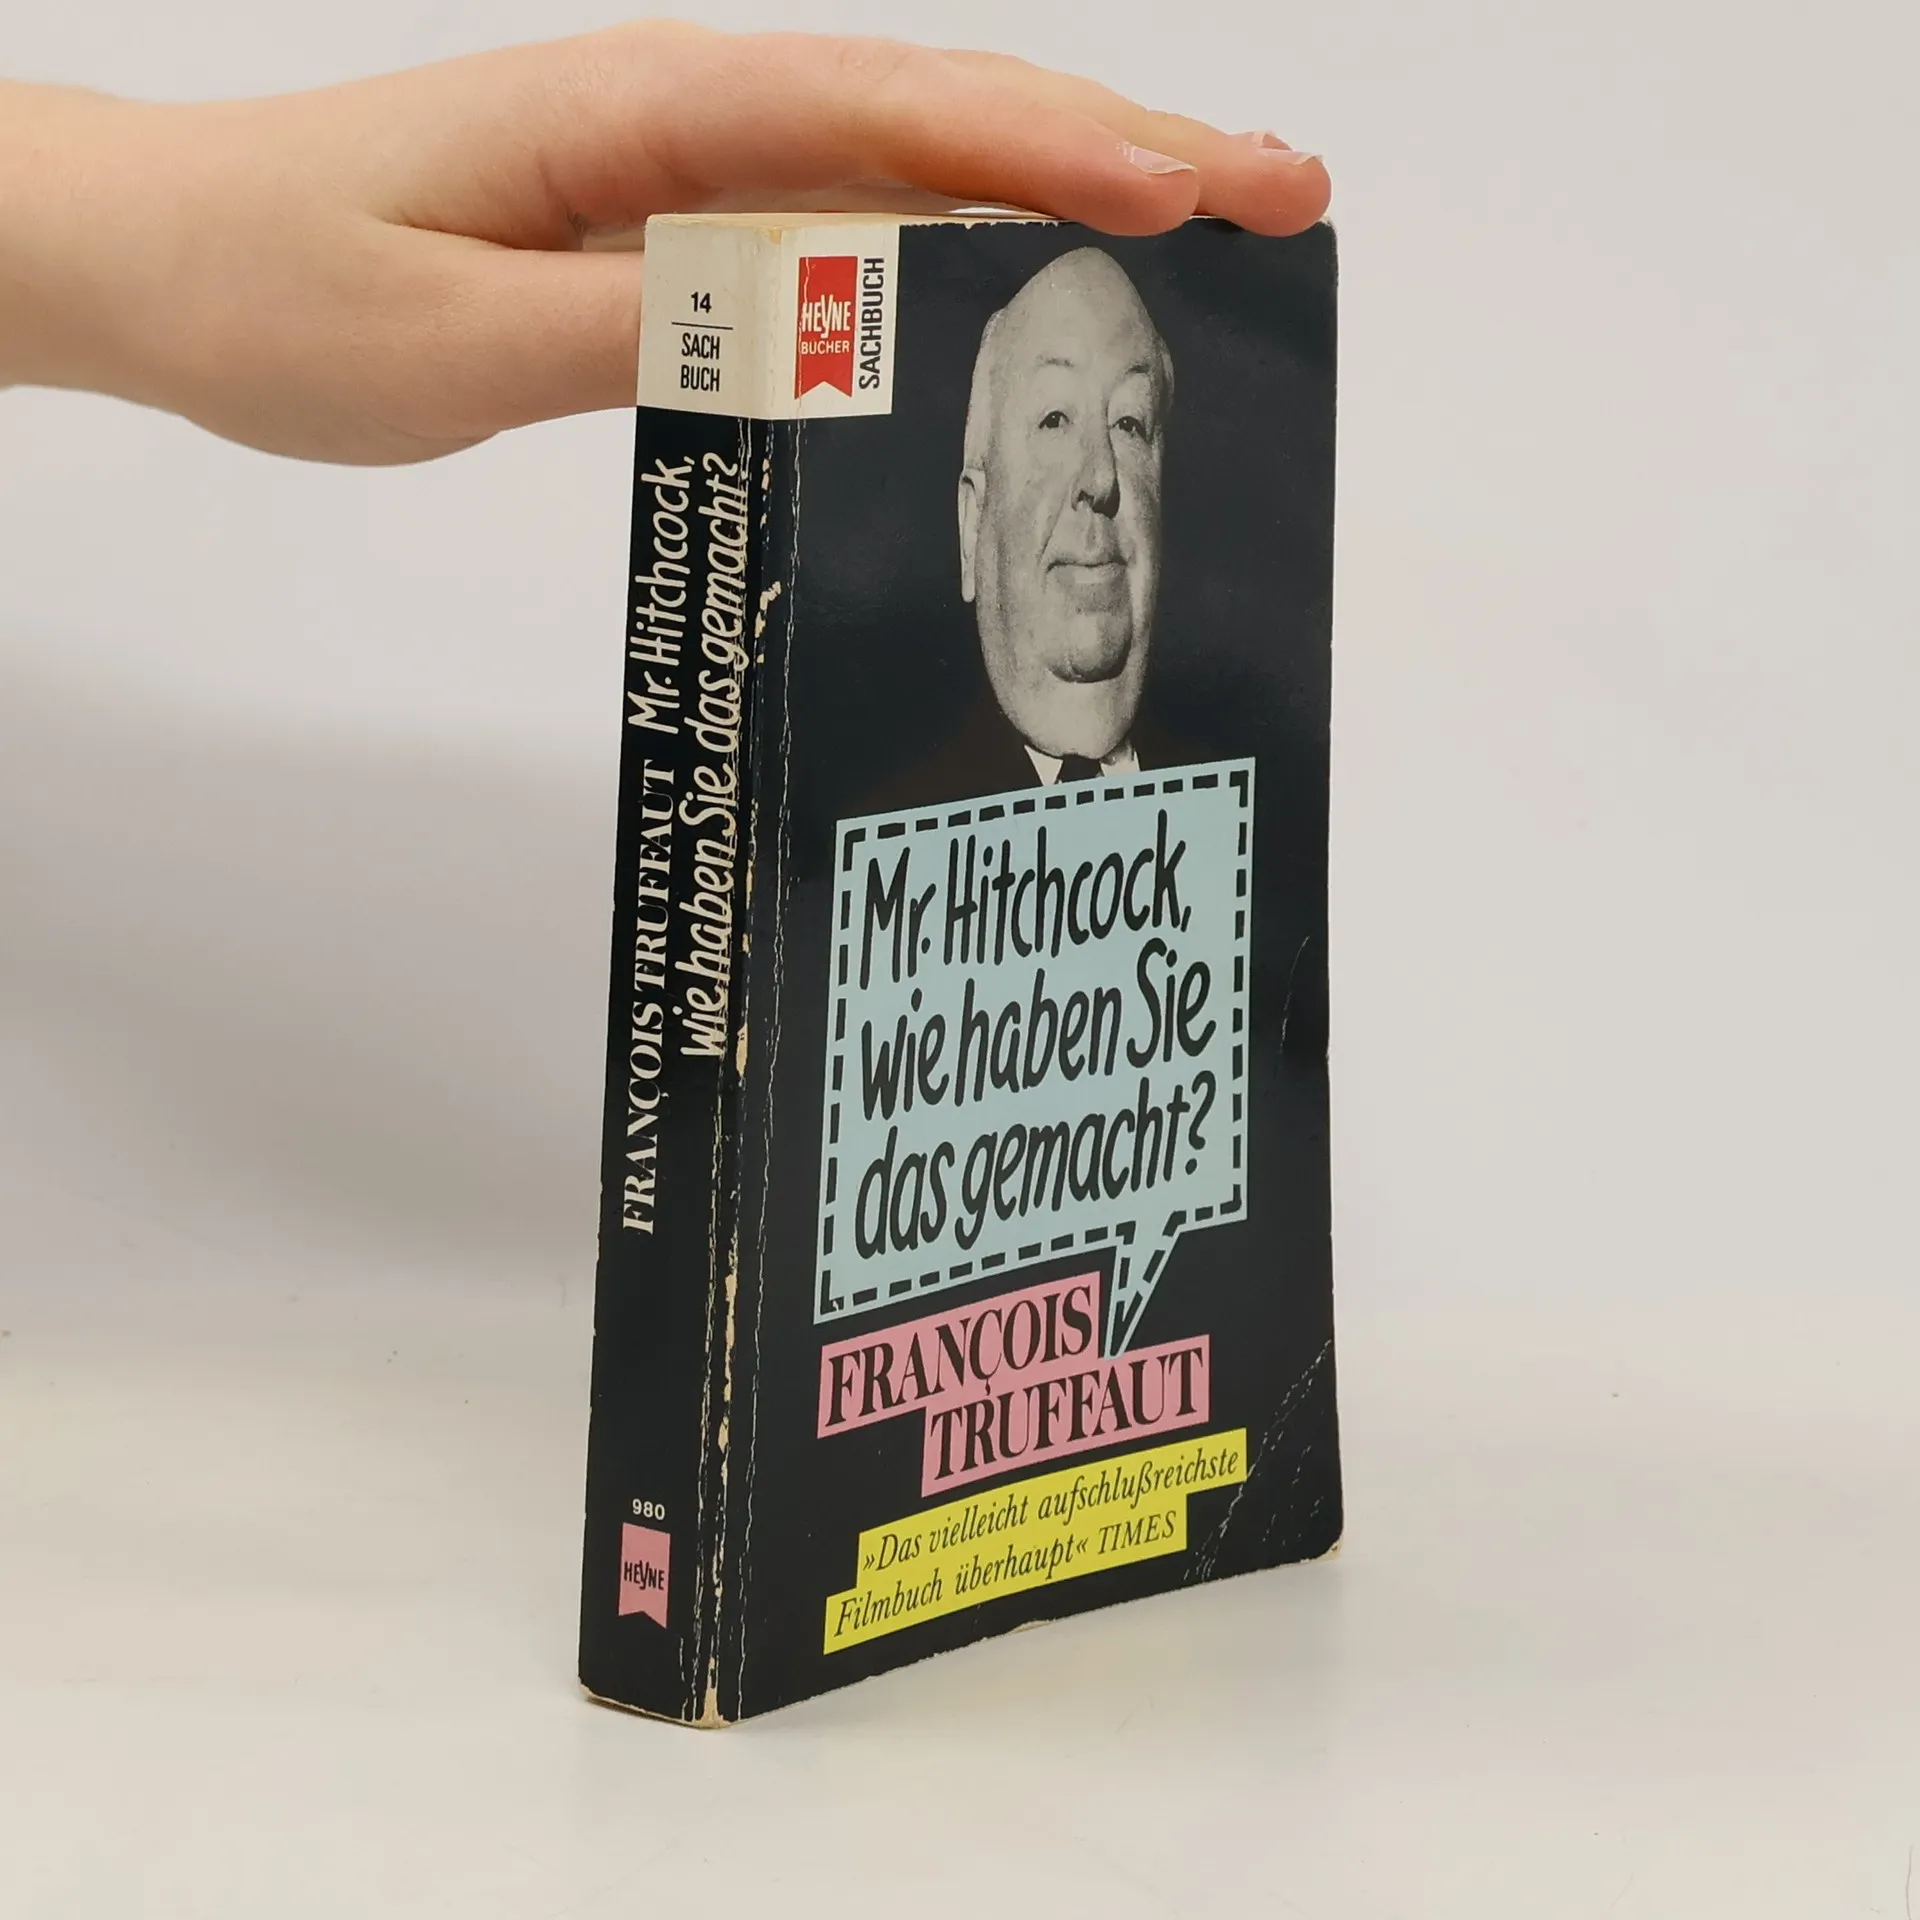 14
SACH
BUCH
FRANÇOIS TRUFFAUT Mr. Hitchcock,
wie haben Sie das gemacht?
980
HEYNE
HEYNE
BÜCHER
SACHBUCH
Mr. Hitchcock,
wie haben Sie
das gemacht?
FRANÇOIS
TRUFFAUT
»Das vielleicht aufschlußreichste
Filmbuch überhaupt« TIMES